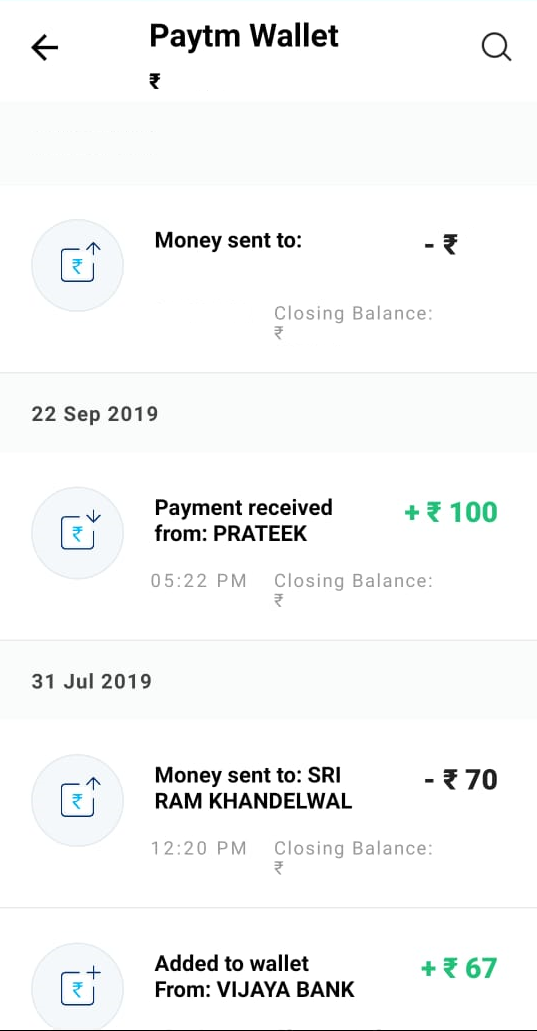 Paytm Wallet
₹
Money sent to:
- ₹
Closing Balance:
₹
22 Sep 2019
Payment received
from: PRATEEK
+ ₹ 100
05:22 PM
Closing Balance:
₹
31 Jul 2019
Money sent to: SRI
RAM KHANDELWAL
- ₹ 70
12:20 PM
Closing Balance:
₹
Added to wallet
From: VIJAYA BANK
+ ₹ 67